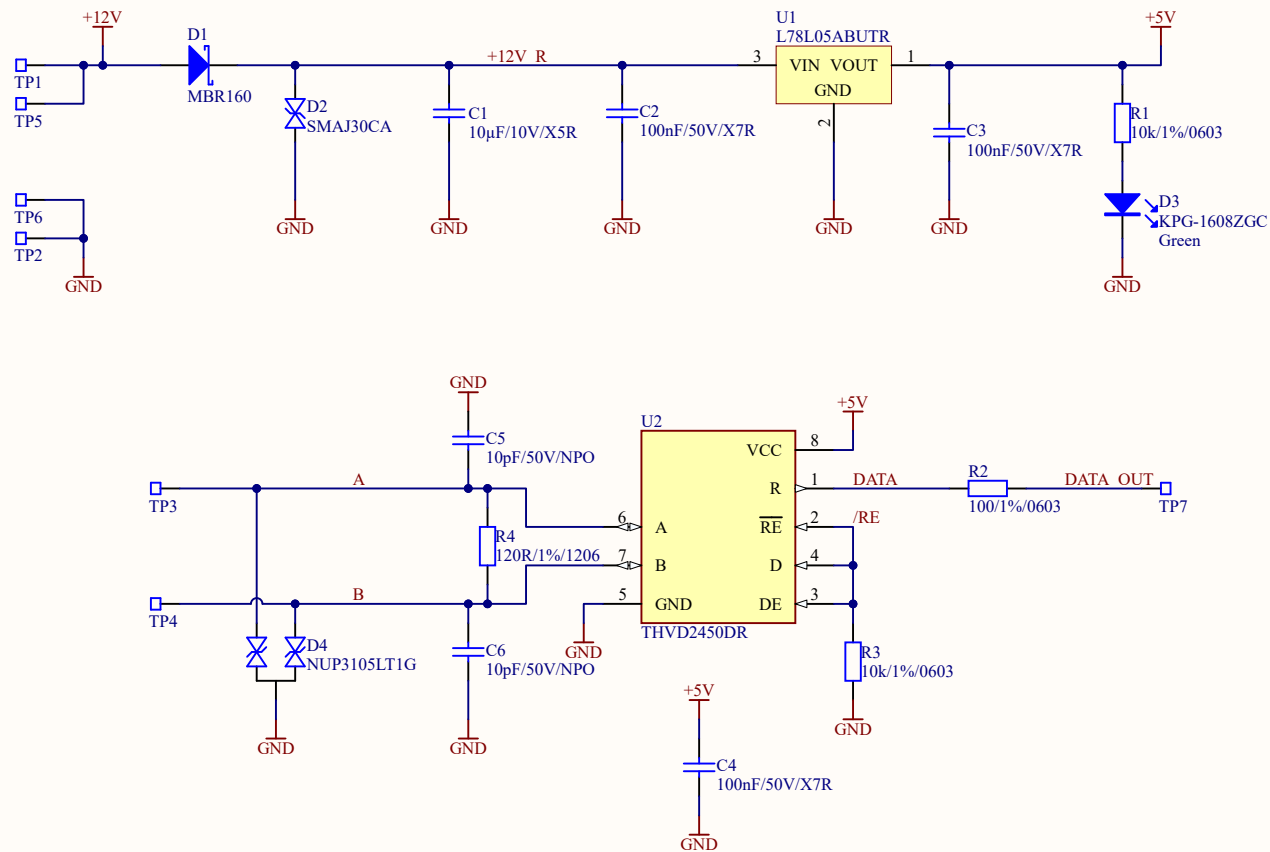 +12V
D1
MBR160
TP1
TP5
D2
SMAJ30CA
GND
+12V_R
C1
10µF/10V/X5R
GND
C2
100nF/50V/X7R
GND
U1
L78L05ABUTR
3
VIN
VOUT
1
GND
2
GND
C3
100nF/50V/X7R
GND
+5V
R1
10k/1%/0603
D3
KPG-1608ZGC
Green
GND
TP6
TP2
GND
GND
C5
10pF/50V/NPO
TP3
A
R4
120R/1%/1206
TP4
B
D4
NUP3105LT1G
GND
C6
10pF/50V/NPO
GND
U2
6
A
7
B
5
GND
GND
VCC
8
+5V
R
1
DATA
R2
100/1%/0603
DATA_OUT
TP7
RE
2
/RE
D
4
DE
3
THVD2450DR
R3
10k/1%/0603
GND
+5V
C4
100nF/50V/X7R
GND